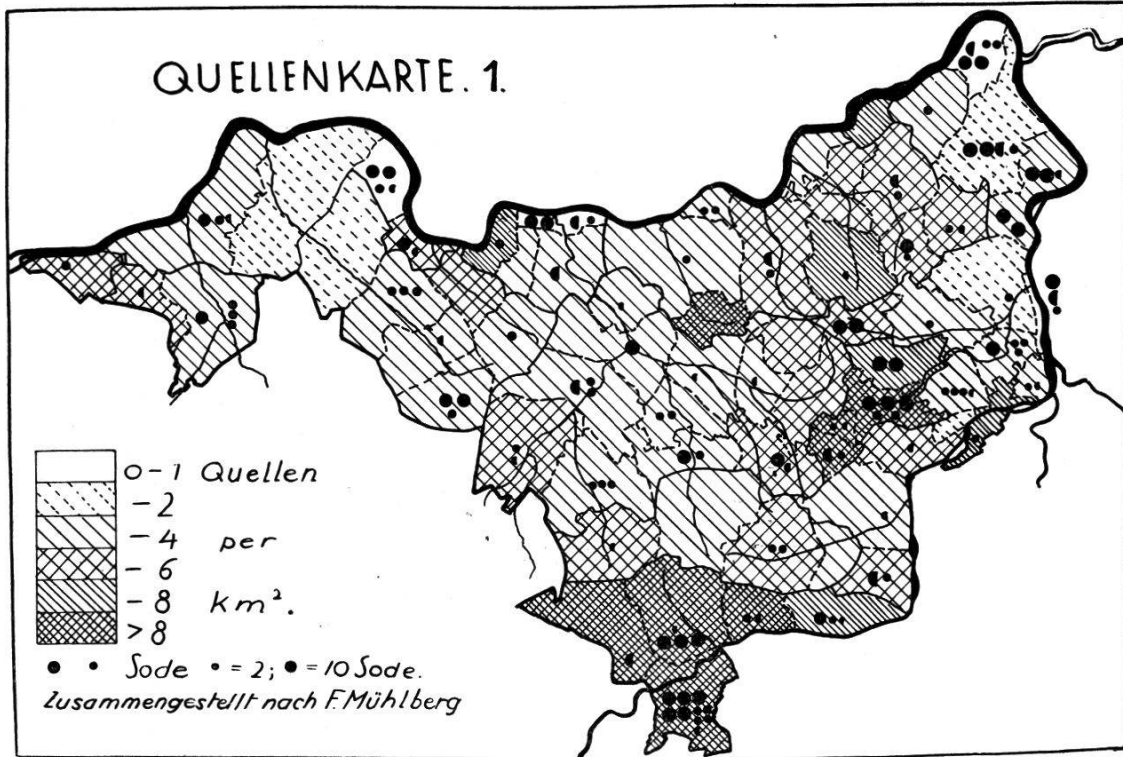 QUELLENKARTE. 1.
0-1 Quellen
-2
-4 per
-6
-8 km².
>8
Sode • = 2; ● = 10 Sode.
Zusammengestellt nach F. Mühlberg